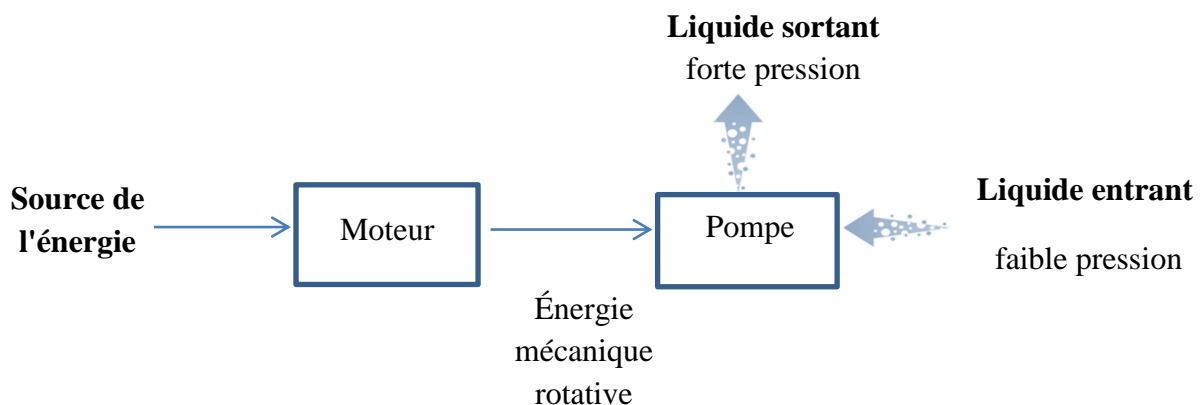 Liquide sortant
forte pression
Source de
l'énergie
Moteur
Pompe
Liquide entrant
faible pression
Énergie
mécanique
rotative